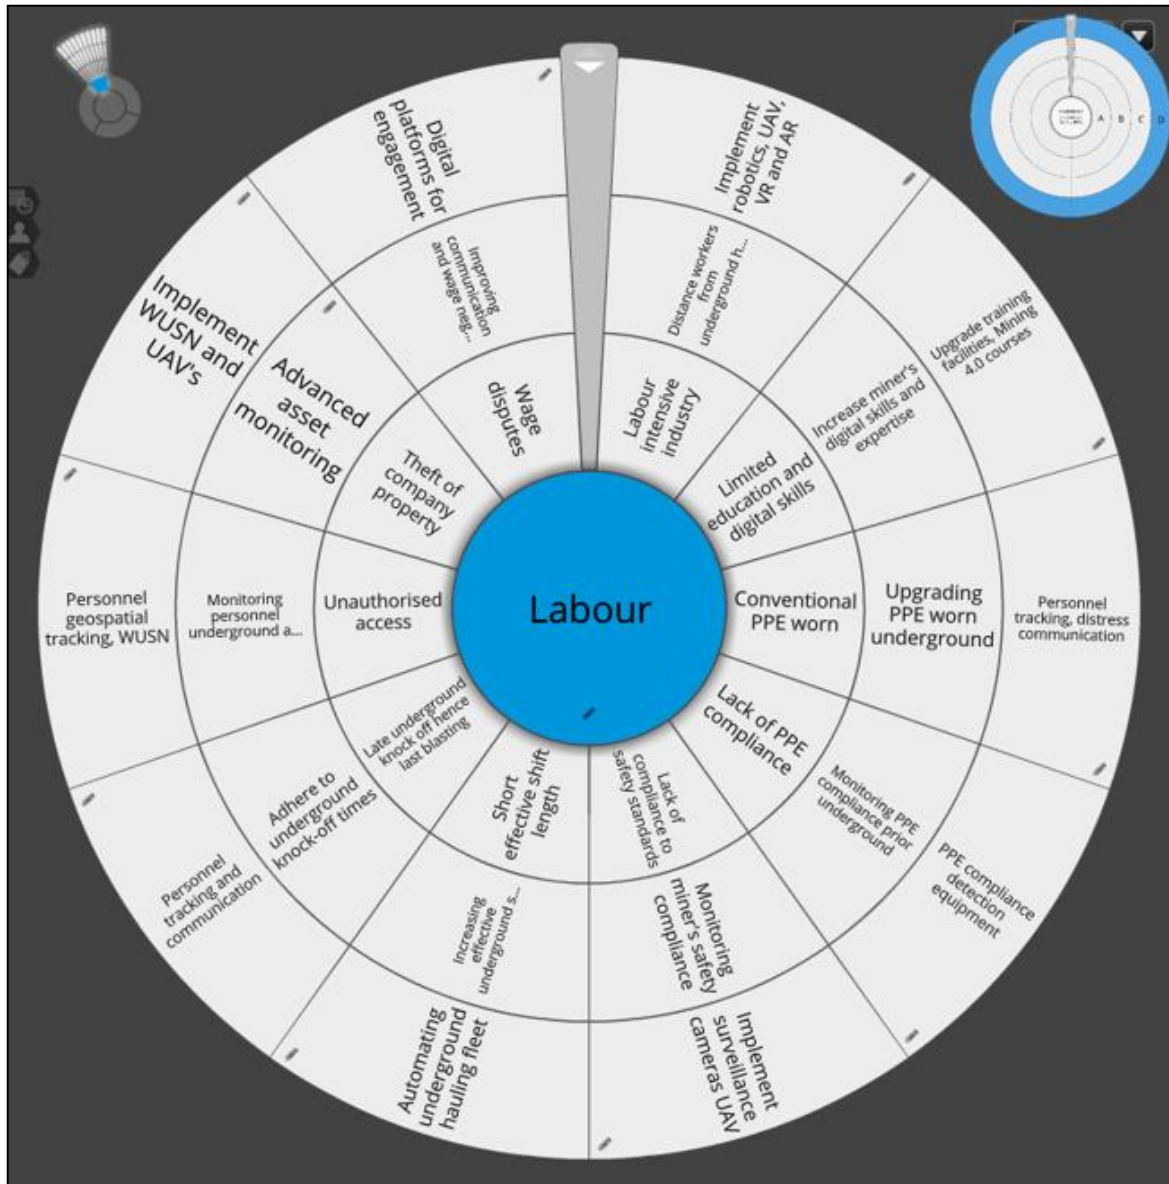 Labour
Labour
intensive
industry
Distance workers
from
underground h...
Implement
robotics, UAV,
VR and AR
Limited
education and
digital skills
Increase miner's
digital skills and
expertise
Upgrade training
facilities, Mining
4.0 courses
Conventional
PPE worn
Upgrading
PPE worn
underground
Personnel
tracking, distress
communication
Lack of PPE
compliance
Monitoring PPE
compliance prior
underground
PPE compliance
detection
equipment
Lack of
compliance to
safety standards
Monitoring
miner's safety
compliance
Implement
surveillance
cameras UAV
Short
effective shift
length
Increasing
effective
underground s...
Automating
underground
hauling fleet
Late underground
knock off hence
last blasting
Adhere to
underground
knock-off times
Personnel
tracking and
communication
Unauthorised
access
Monitoring
personnel
underground a...
Personnel
geospatial
tracking, WUSN
Theft of
company
property
Advanced
asset
monitoring
Implement
WUSN and
UAV's
Wage
disputes
Improving
communication
and wage neg...
Digital
platforms for
engagement
A B C D